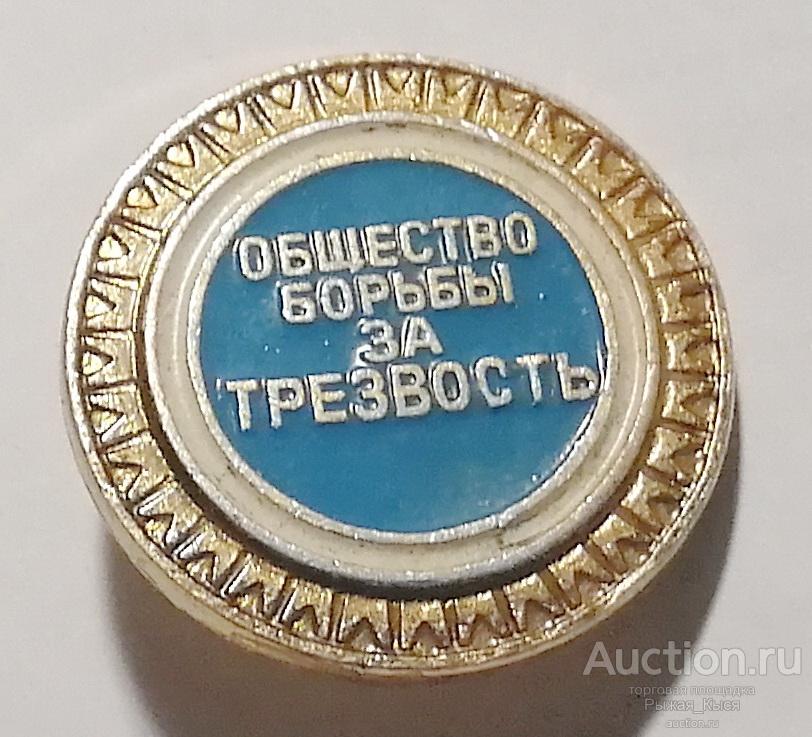 ОБЩЕСТВО
БОРЬБЫ
ЗА
ТРЕЗВОСТЬ
Auction.ru
торговая площадка
Рыжая_Кыся
auction.ru